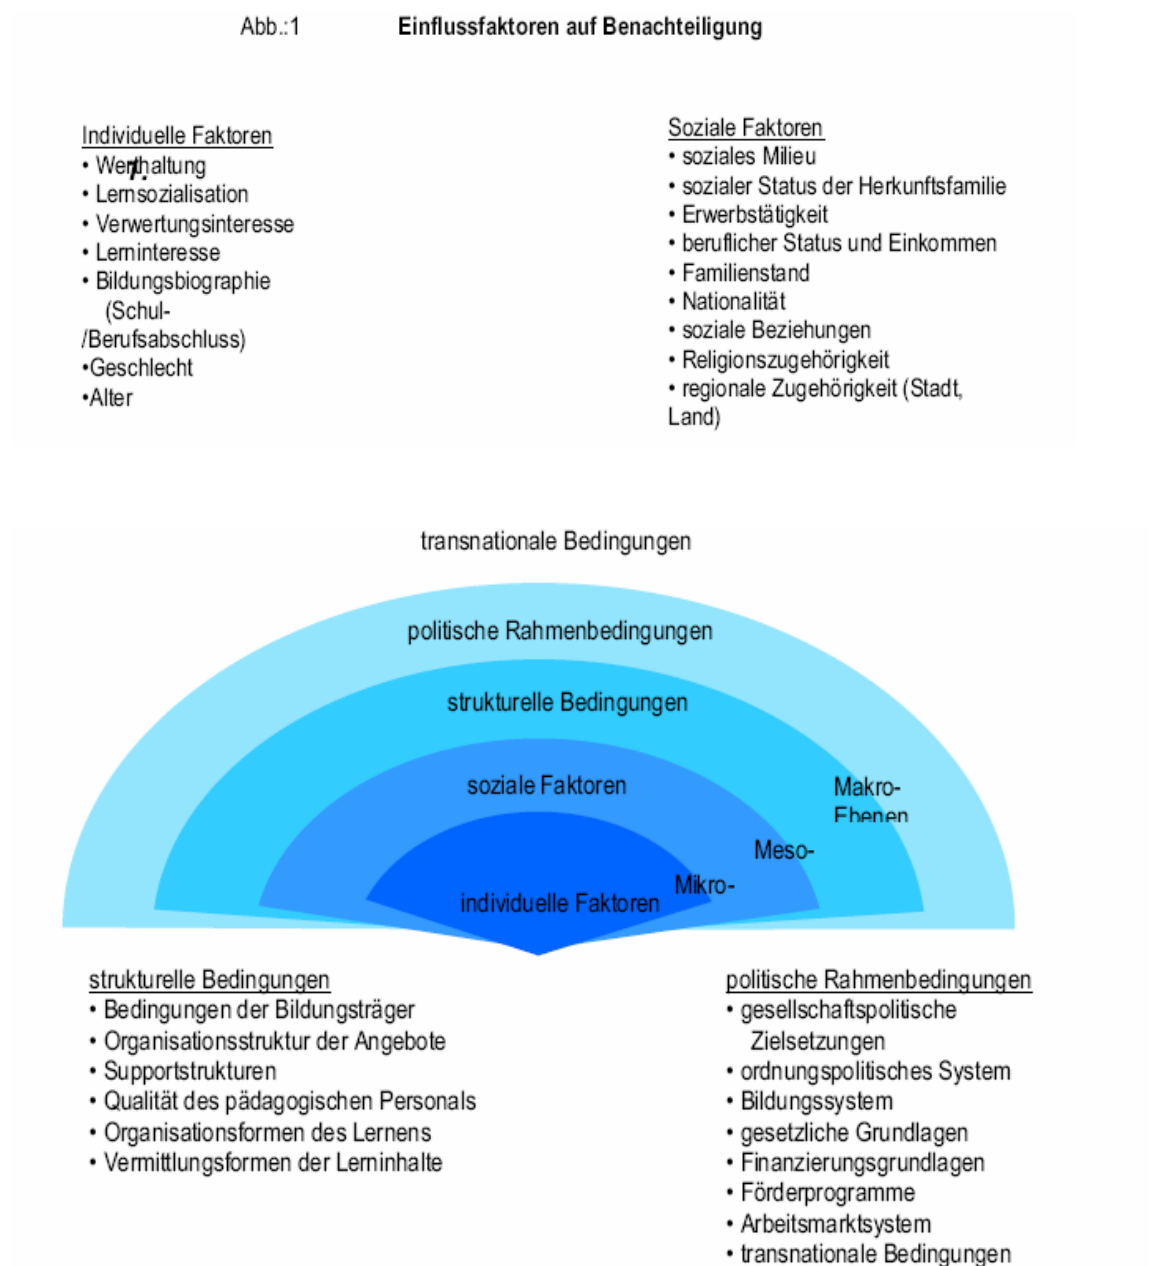 Abb.:1 Einflussfaktoren auf Benachteiligung
Individuelle Faktoren
• Werthaltung
• Lernsozialisation
• Verwertungsinteresse
• Lerninteresse
• Bildungsbiographie
(Schul-
/Berufsabschluss)
•Geschlecht
•Alter
Soziale Faktoren
• soziales Milieu
• sozialer Status der Herkunftsfamilie
• Erwerbstätigkeit
• beruflicher Status und Einkommen
• Familienstand
• Nationalität
• soziale Beziehungen
• Religionszugehörigkeit
• regionale Zugehörigkeit (Stadt,
Land)
transnationale Bedingungen
politische Rahmenbedingungen
strukturelle Bedingungen
soziale Faktoren
Makro-
Ebenen
Meso-
Mikro-
individuelle Faktoren
strukturelle Bedingungen
• Bedingungen der Bildungsträger
• Organisationsstruktur der Angebote
• Supportstrukturen
• Qualität des pädagogischen Personals
• Organisationsformen des Lernens
• Vermittlungsformen der Lerninhalte
politische Rahmenbedingungen
• gesellschaftspolitische
Zielsetzungen
• ordnungspolitisches System
• Bildungssystem
• gesetzliche Grundlagen
• Finanzierungsgrundlagen
• Förderprogramme
• Arbeitsmarktsystem
• transnationale Bedingungen